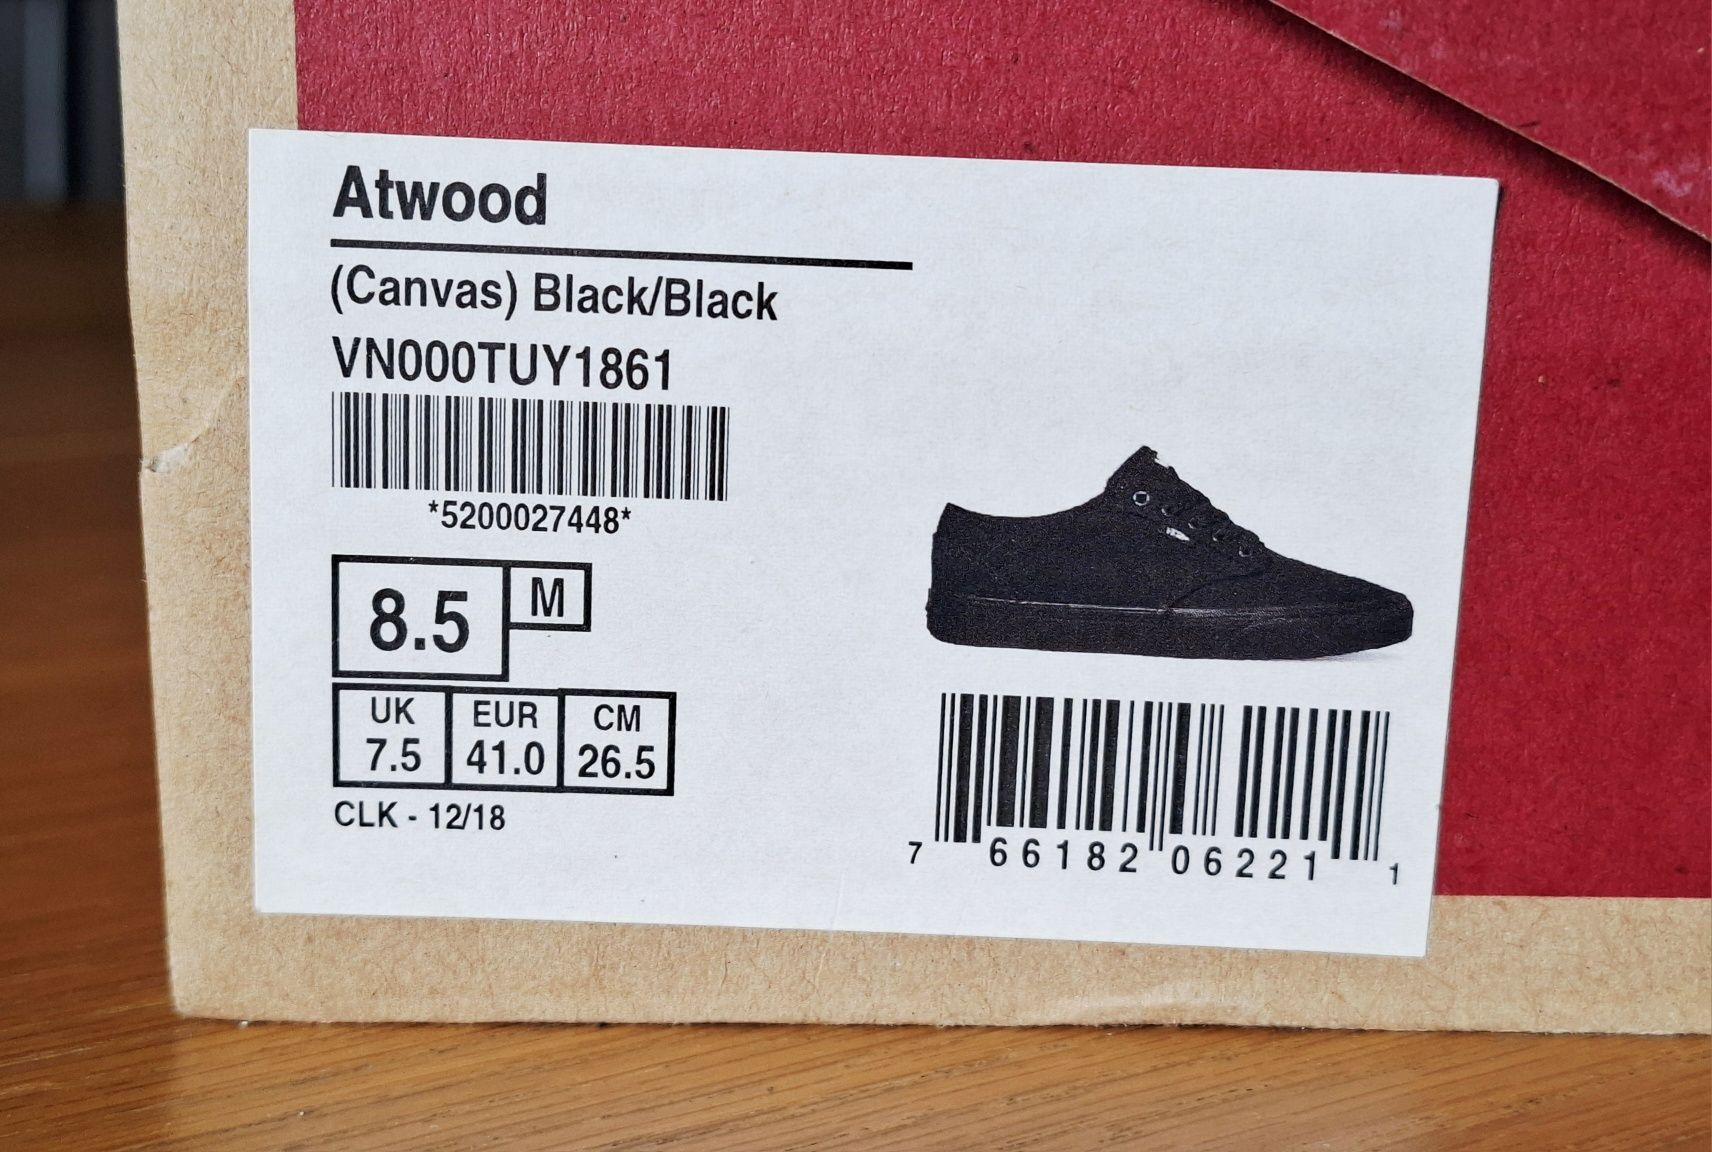 Atwood
(Canvas) Black/Black
VN000TUY1861
*5200027448*
8.5 M
UK EUR CM
7.5 41.0 26.5
CLK - 12/18
7 66182 06221 1